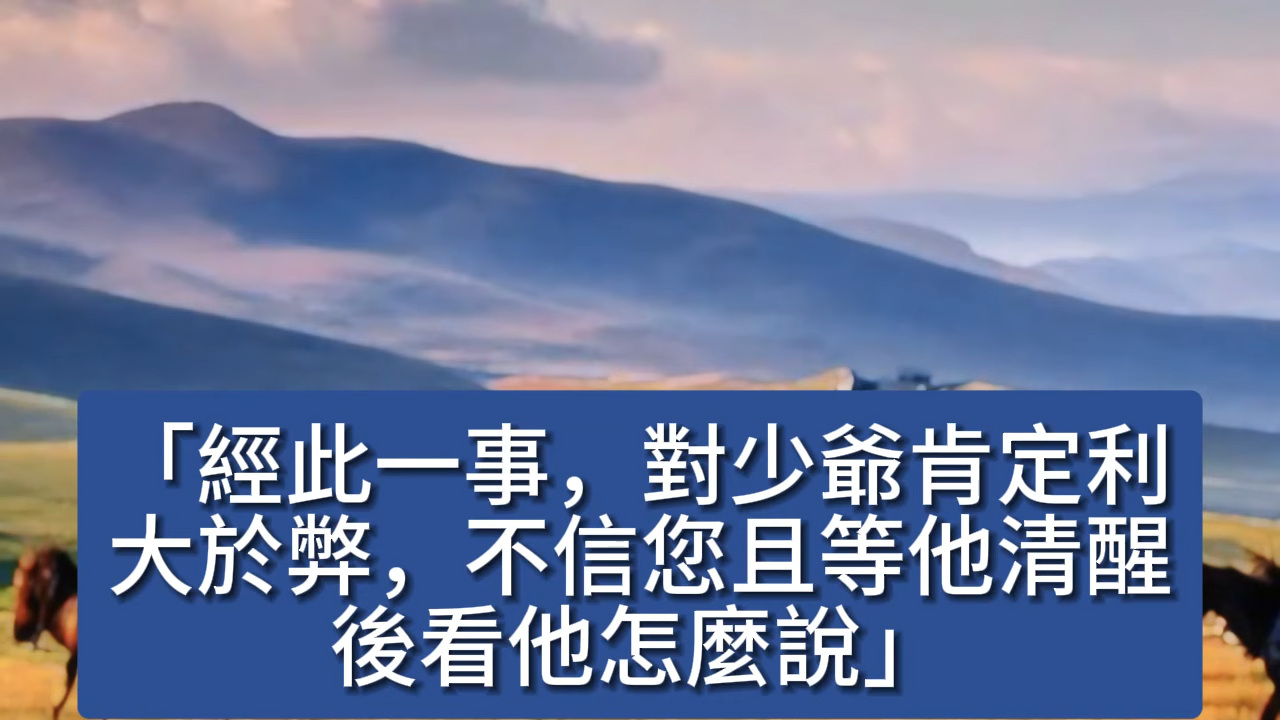 「經此一事，對少爺肯定利
大於弊，不信您且等他清醒
後看他怎麼說」